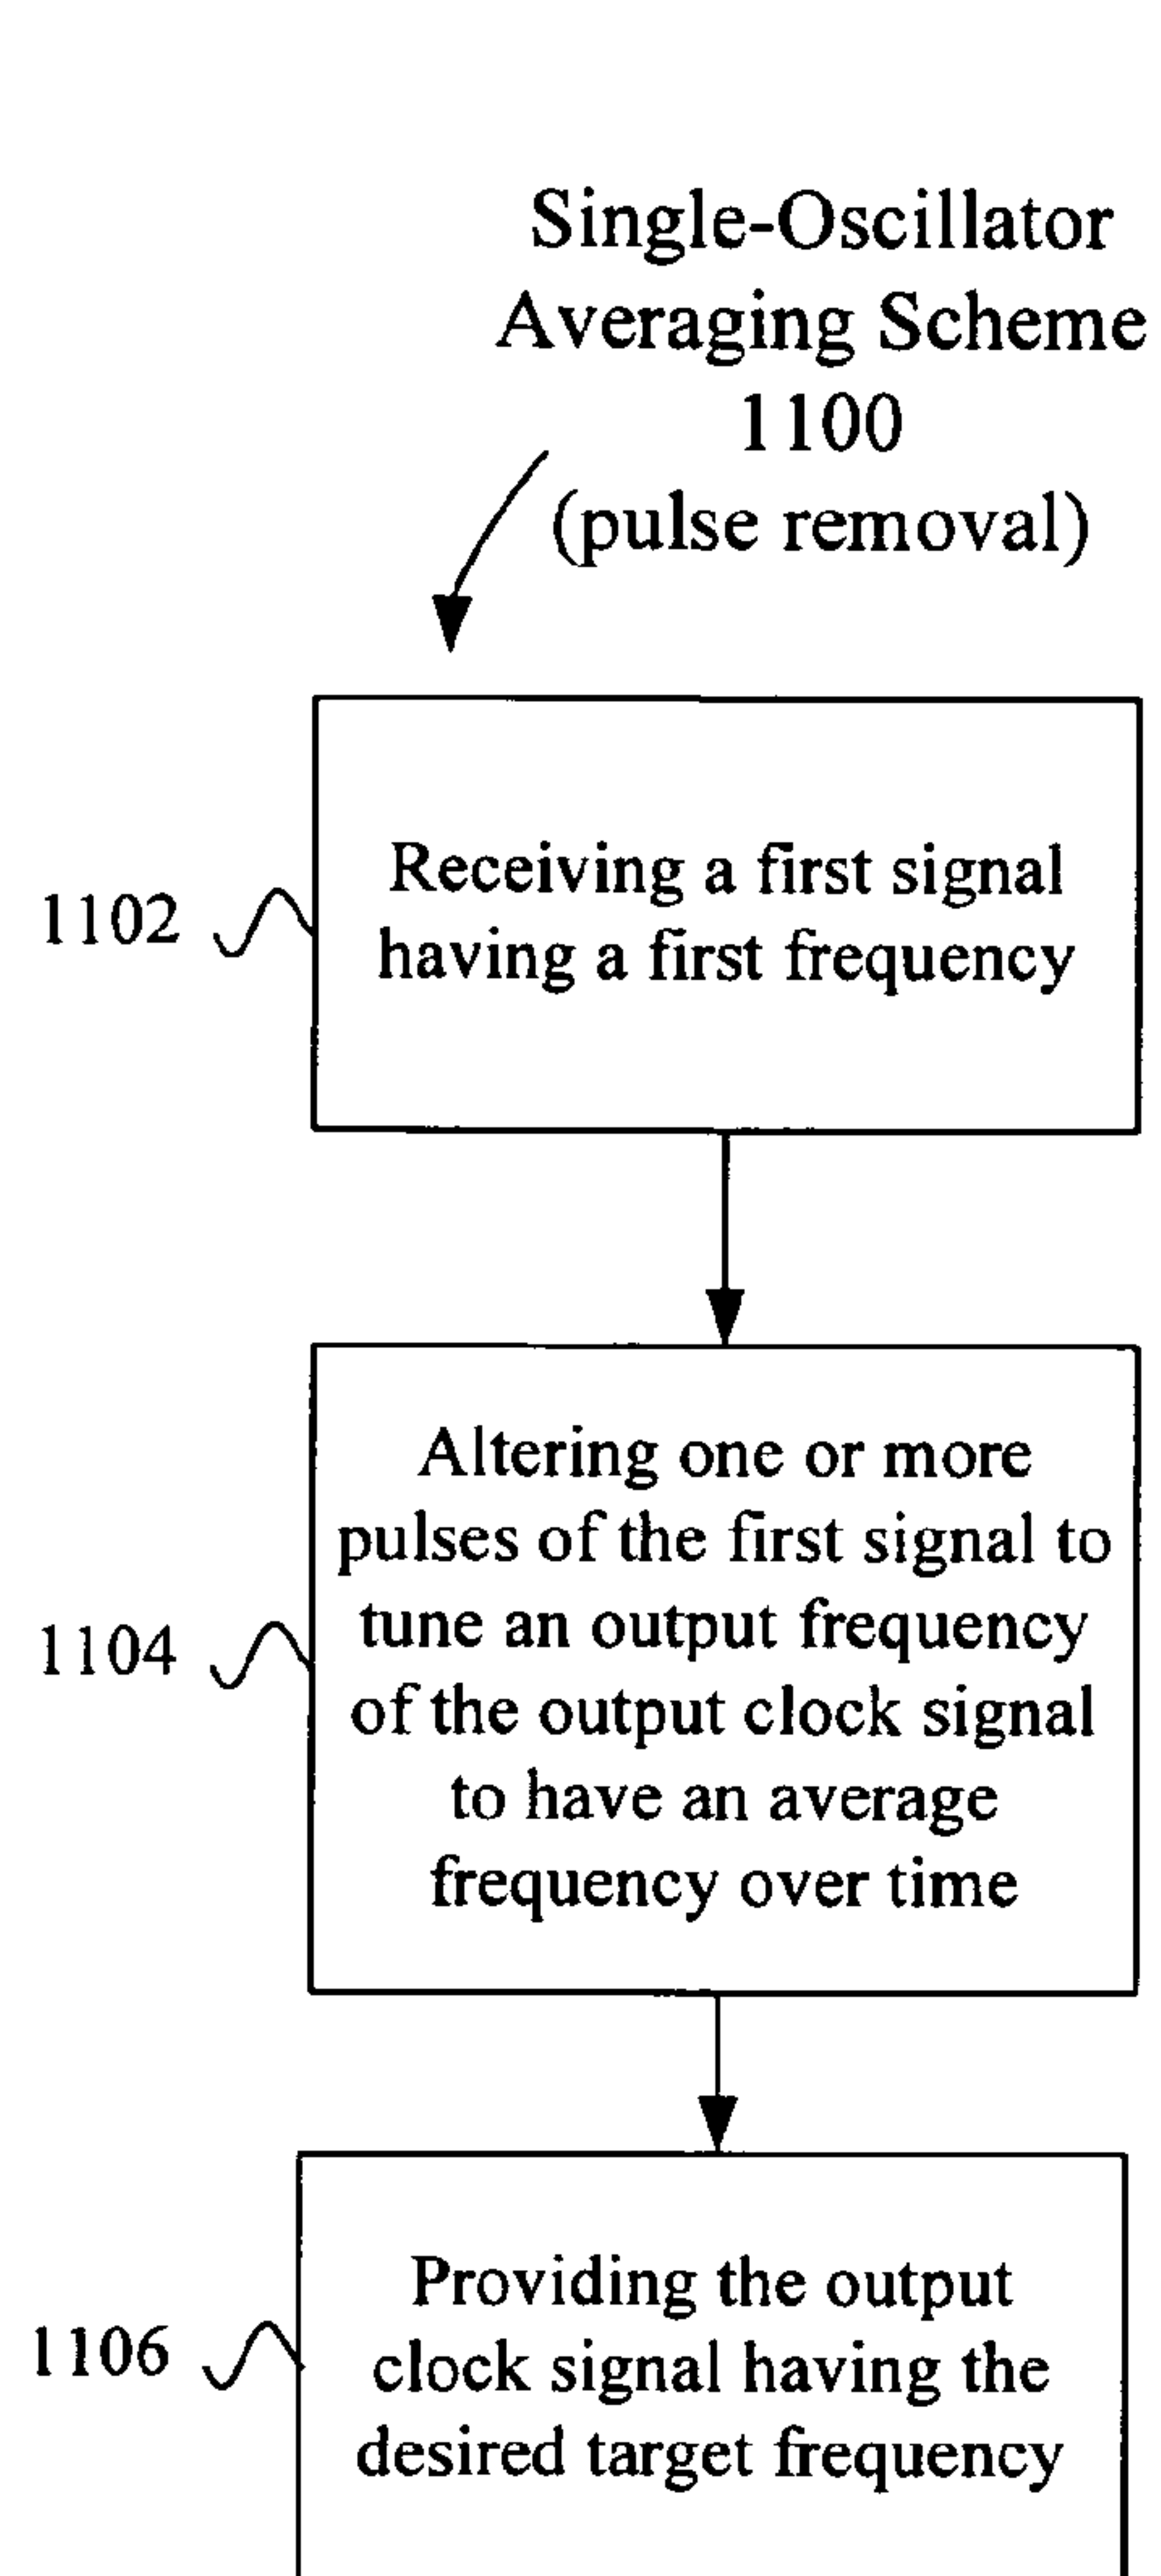 Single-Oscillator
Averaging Scheme
1100
(pulse removal)
1102
Receiving a first signal
having a first frequency
1104
Altering one or more
pulses of the first signal to
tune an output frequency
of the output clock signal
to have an average
frequency over time
1106
Providing the output
clock signal having the
desired target frequency